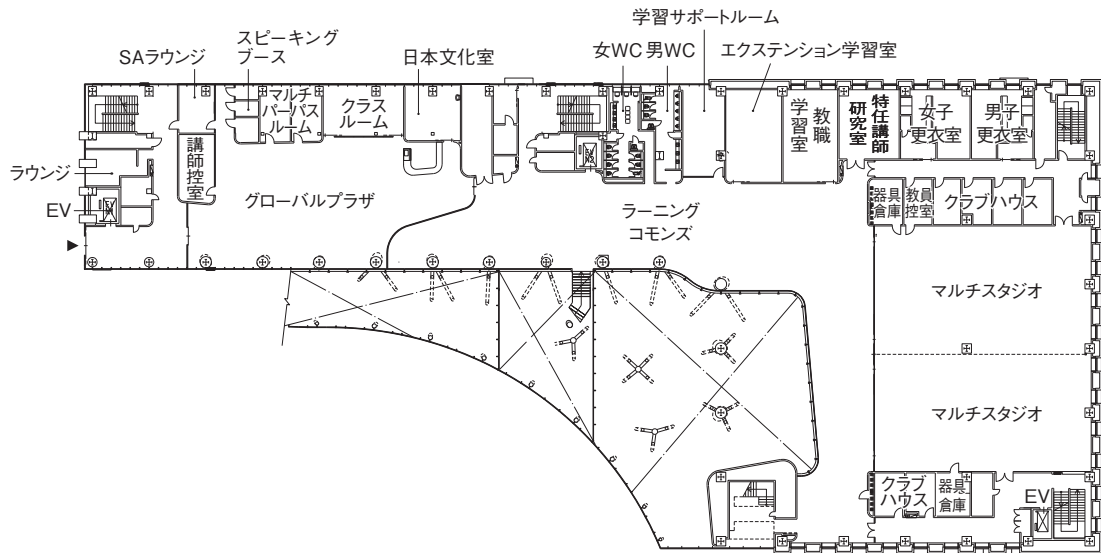 学習サポートルーム
スピーキング
ブース
SAラウンジ
日本文化室
女WC
男WC
エクステンション学習室
マルチ
パーパス
ルーム
クラス
ルーム
講師控室
教職
学習室
特任講師
研究室
女子
更衣室
男子
更衣室
ラウンジ
EV
グローバルプラザ
ラーニング
コモンズ
器具
倉庫
教員
控室
クラブハウス
マルチスタジオ
マルチスタジオ
クラブ
ハウス
器具
倉庫
EV